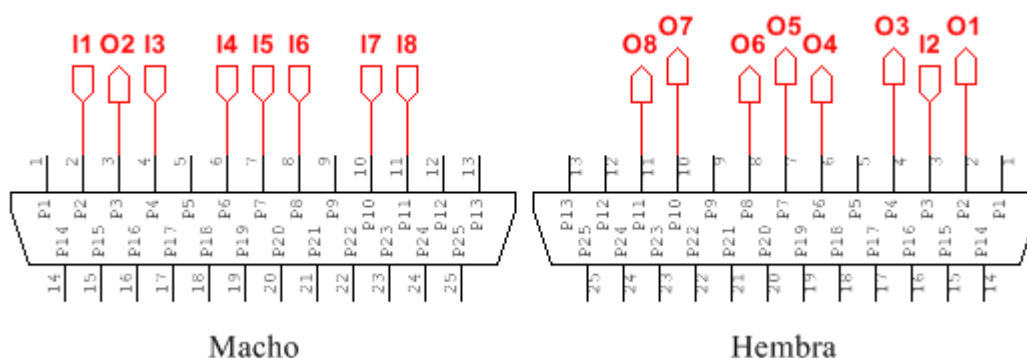 I1 O2 I3 I4 I5 I6 I7 I8
O8 O7 O6 O5 O4 O3 I2 O1
1 2 3 4 5 6 7 8 9 10 11 12 13
13 12 11 10 9 8 7 6 5 4 3 2 1
P1 P2 P3 P4 P5 P6 P7 P8 P9 P10 P11 P12 P13
P13 P12 P11 P10 P9 P8 P7 P6 P5 P4 P3 P2 P1
P14 P15 P16 P17 P18 P19 P20 P21 P22 P23 P24 P25
P25 P24 P23 P22 P21 P20 P19 P18 P17 P16 P15 P14
14 15 16 17 18 19 20 21 22 23 24 25
25 24 23 22 21 20 19 18 17 16 15 14
Macho
Hembra